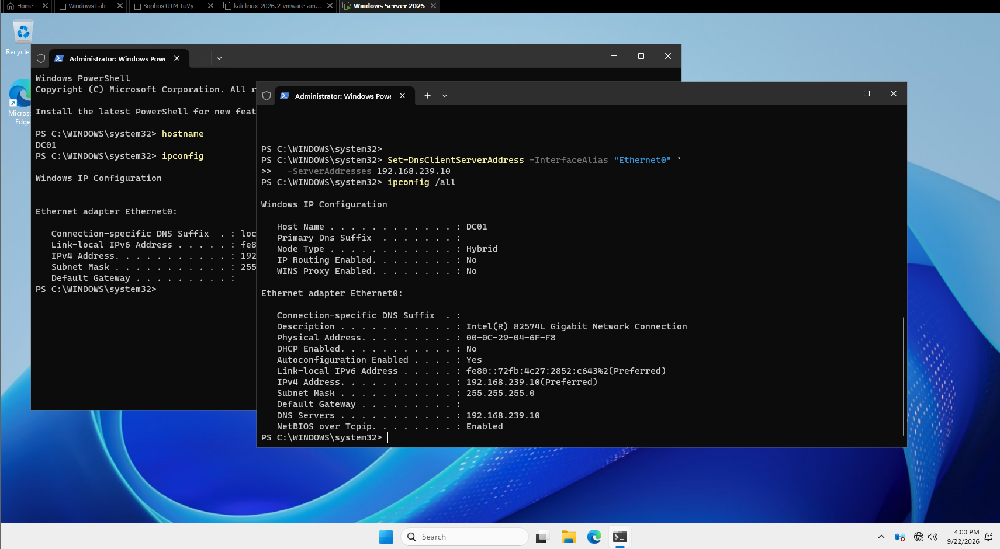 Home
Windows Lab
Sophos UTM TuVy
kali-linux-2026.2-vmware-am...
Windows Server 2025
Recycle
Micros
Edge
Administrator: Windows Powe
Windows PowerShell
Copyright (C) Microsoft Corporation. All r
Install the latest PowerShell for new feat
PS C:\WINDOWS\system32> hostname
DC01
PS C:\WINDOWS\system32> ipconfig
Windows IP Configuration
Ethernet adapter Ethernet0:
Connection-specific DNS Suffix  . : loc
Link-local IPv6 Address . . . . . : fe8
IPv4 Address. . . . . . . . . . . : 192
Subnet Mask . . . . . . . . . . . : 255
Default Gateway . . . . . . . . . :
PS C:\WINDOWS\system32>
Administrator: Windows Powe
PS C:\WINDOWS\system32>
PS C:\WINDOWS\system32> Set-DnsClientServerAddress -InterfaceAlias "Ethernet0" `
>>   -ServerAddresses 192.168.239.10
PS C:\WINDOWS\system32> ipconfig /all
Windows IP Configuration
Host Name . . . . . . . . . . . . : DC01
Primary Dns Suffix  . . . . . . . :
Node Type . . . . . . . . . . . . : Hybrid
IP Routing Enabled. . . . . . . . : No
WINS Proxy Enabled. . . . . . . . : No
Ethernet adapter Ethernet0:
Connection-specific DNS Suffix  . :
Description . . . . . . . . . . . : Intel(R) 82574L Gigabit Network Connection
Physical Address. . . . . . . . . : 00-0C-29-04-6F-F8
DHCP Enabled. . . . . . . . . . . : No
Autoconfiguration Enabled . . . . : Yes
Link-local IPv6 Address . . . . . : fe80::72fb:4c27:2852:c643%2(Preferred)
IPv4 Address. . . . . . . . . . . : 192.168.239.10(Preferred)
Subnet Mask . . . . . . . . . . . : 255.255.255.0
Default Gateway . . . . . . . . . :
DNS Servers . . . . . . . . . . . : 192.168.239.10
NetBIOS over Tcpip. . . . . . . . : Enabled
PS C:\WINDOWS\system32>
Search
4:00 PM
9/22/2026